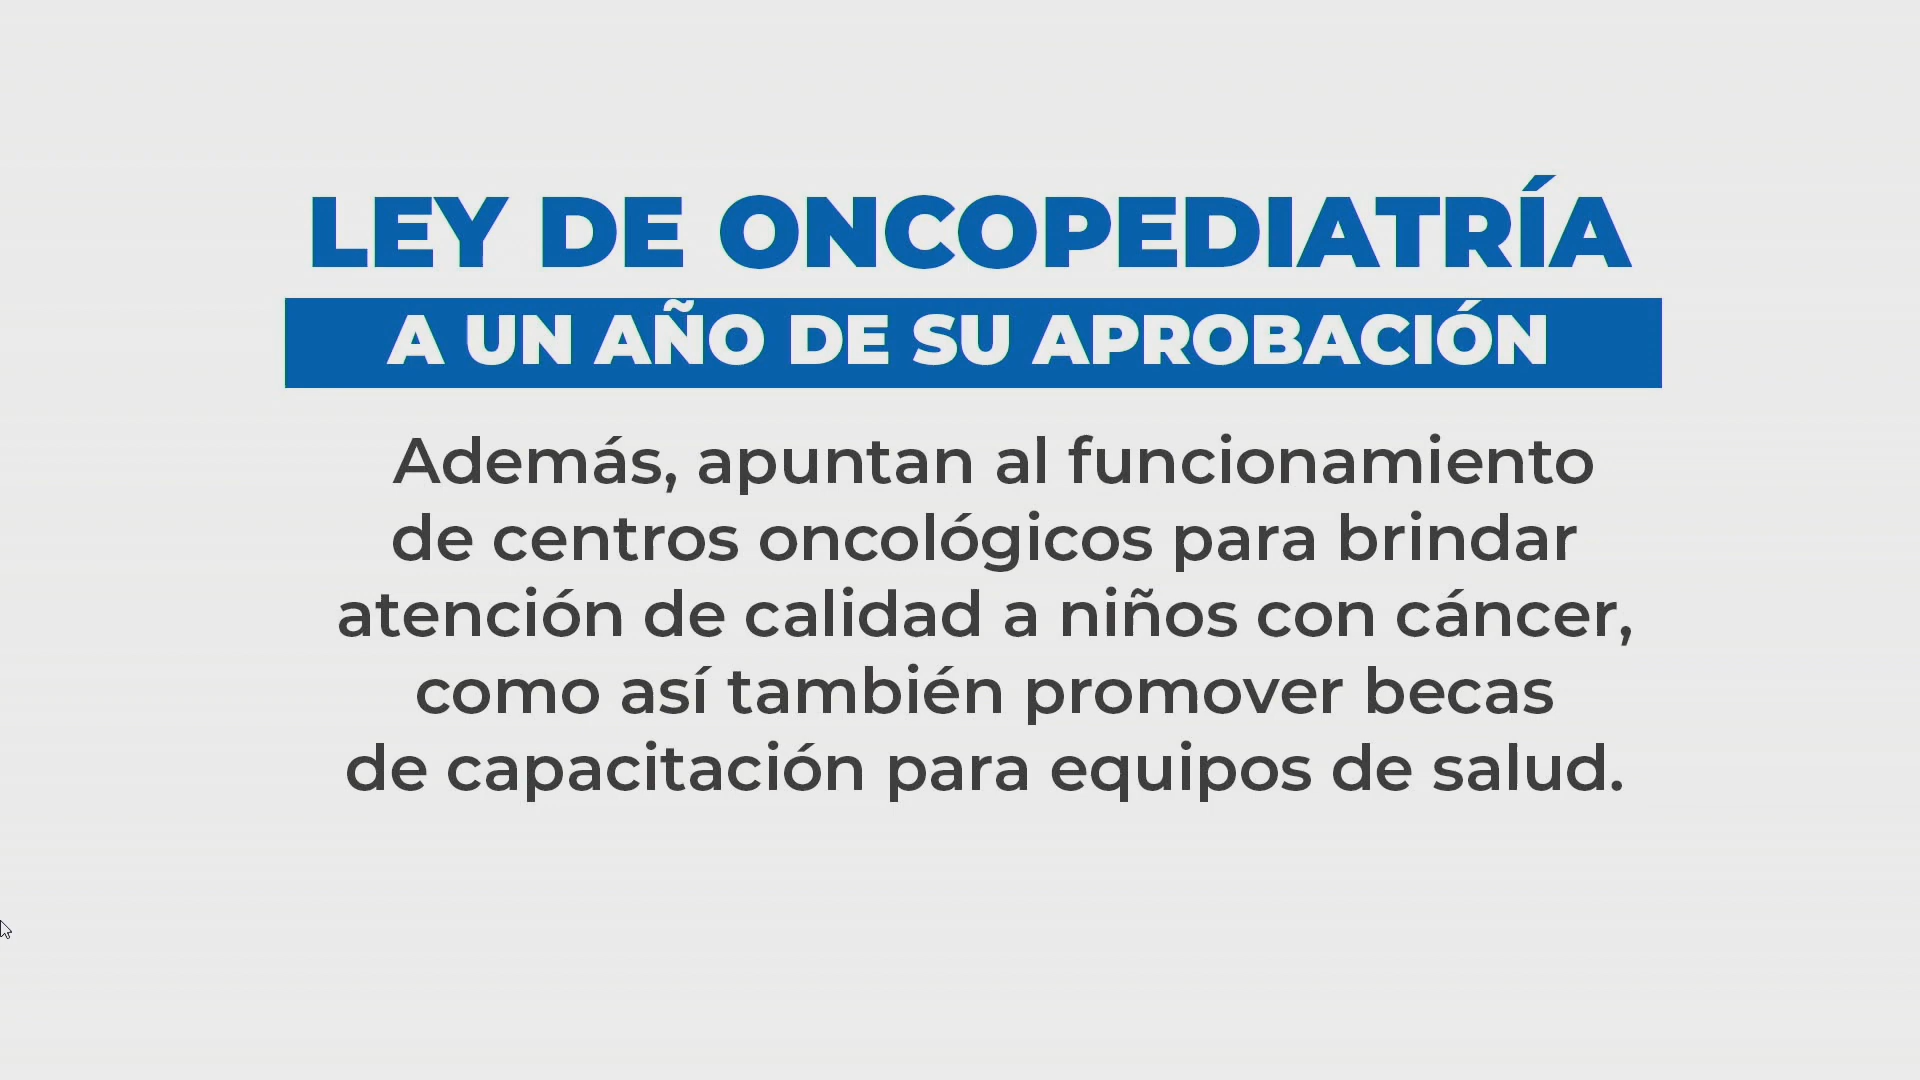 LEY DE ONCOPEDIATRÍA
A UN AÑO DE SU APROBACIÓN
Además, apuntan al funcionamiento
de centros oncológicos para brindar
atención de calidad a niños con cáncer,
como así también promover becas
de capacitación para equipos de salud.